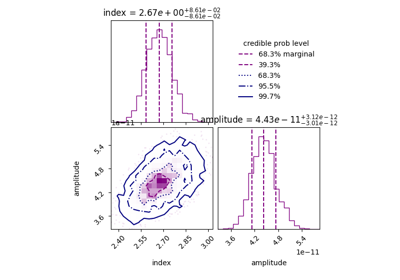 index = 2.67e+00+8.61e−02−8.61e−02
credible prob level
68.3% marginal
39.3%
68.3%
95.5%
99.7%
1e−11
amplitude = 4.43e−11+3.12e−12−3.01e−12
5.4
4.8
4.2
3.6
amplitude
2.40
2.55
2.70
2.85
3.00
index
3.6
4.2
4.8
5.4
1e−11
amplitude